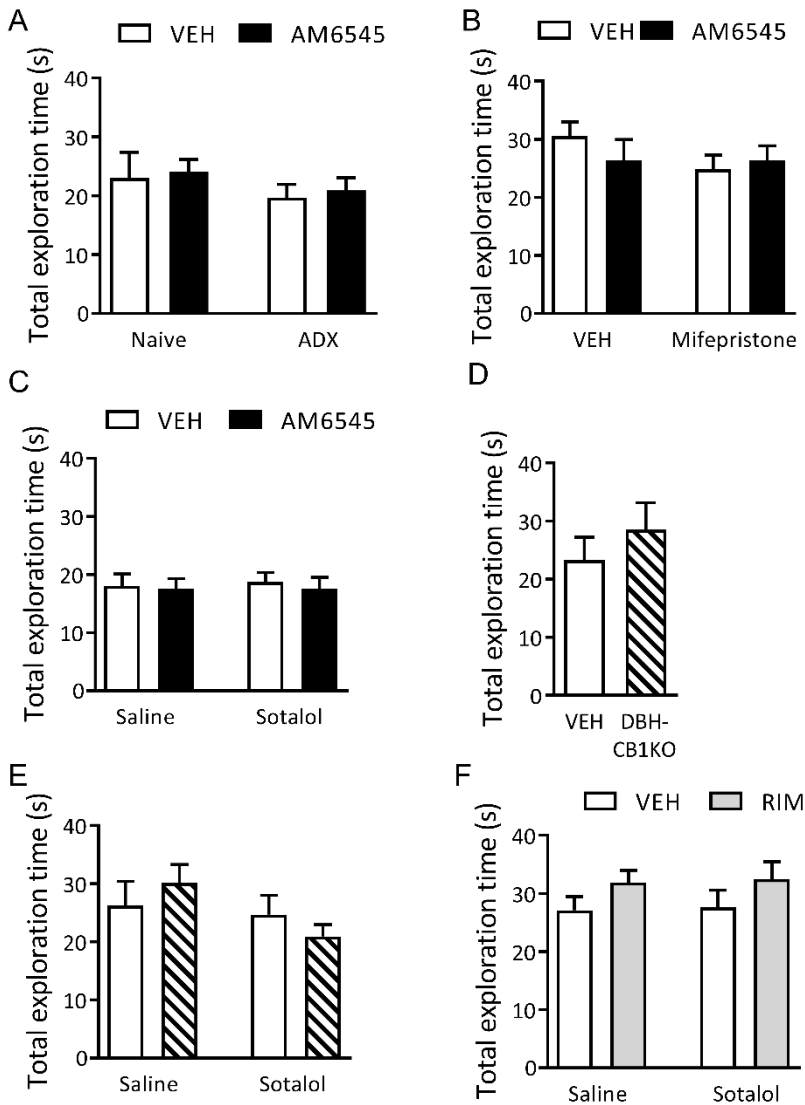 A
VEH AM6545
Total exploration time (s)
40
30
20
10
0
Naive ADX
B
VEH AM6545
Total exploration time (s)
40
30
20
10
0
VEH Mifepristone
C
VEH AM6545
Total exploration time (s)
40
30
20
10
0
Saline Sotalol
D
Total exploration time (s)
40
30
20
10
0
VEH DBH-
CB1KO
E
Total exploration time (s)
40
30
20
10
0
Saline Sotalol
F
VEH RIM
Total exploration time (s)
40
30
20
10
0
Saline Sotalol